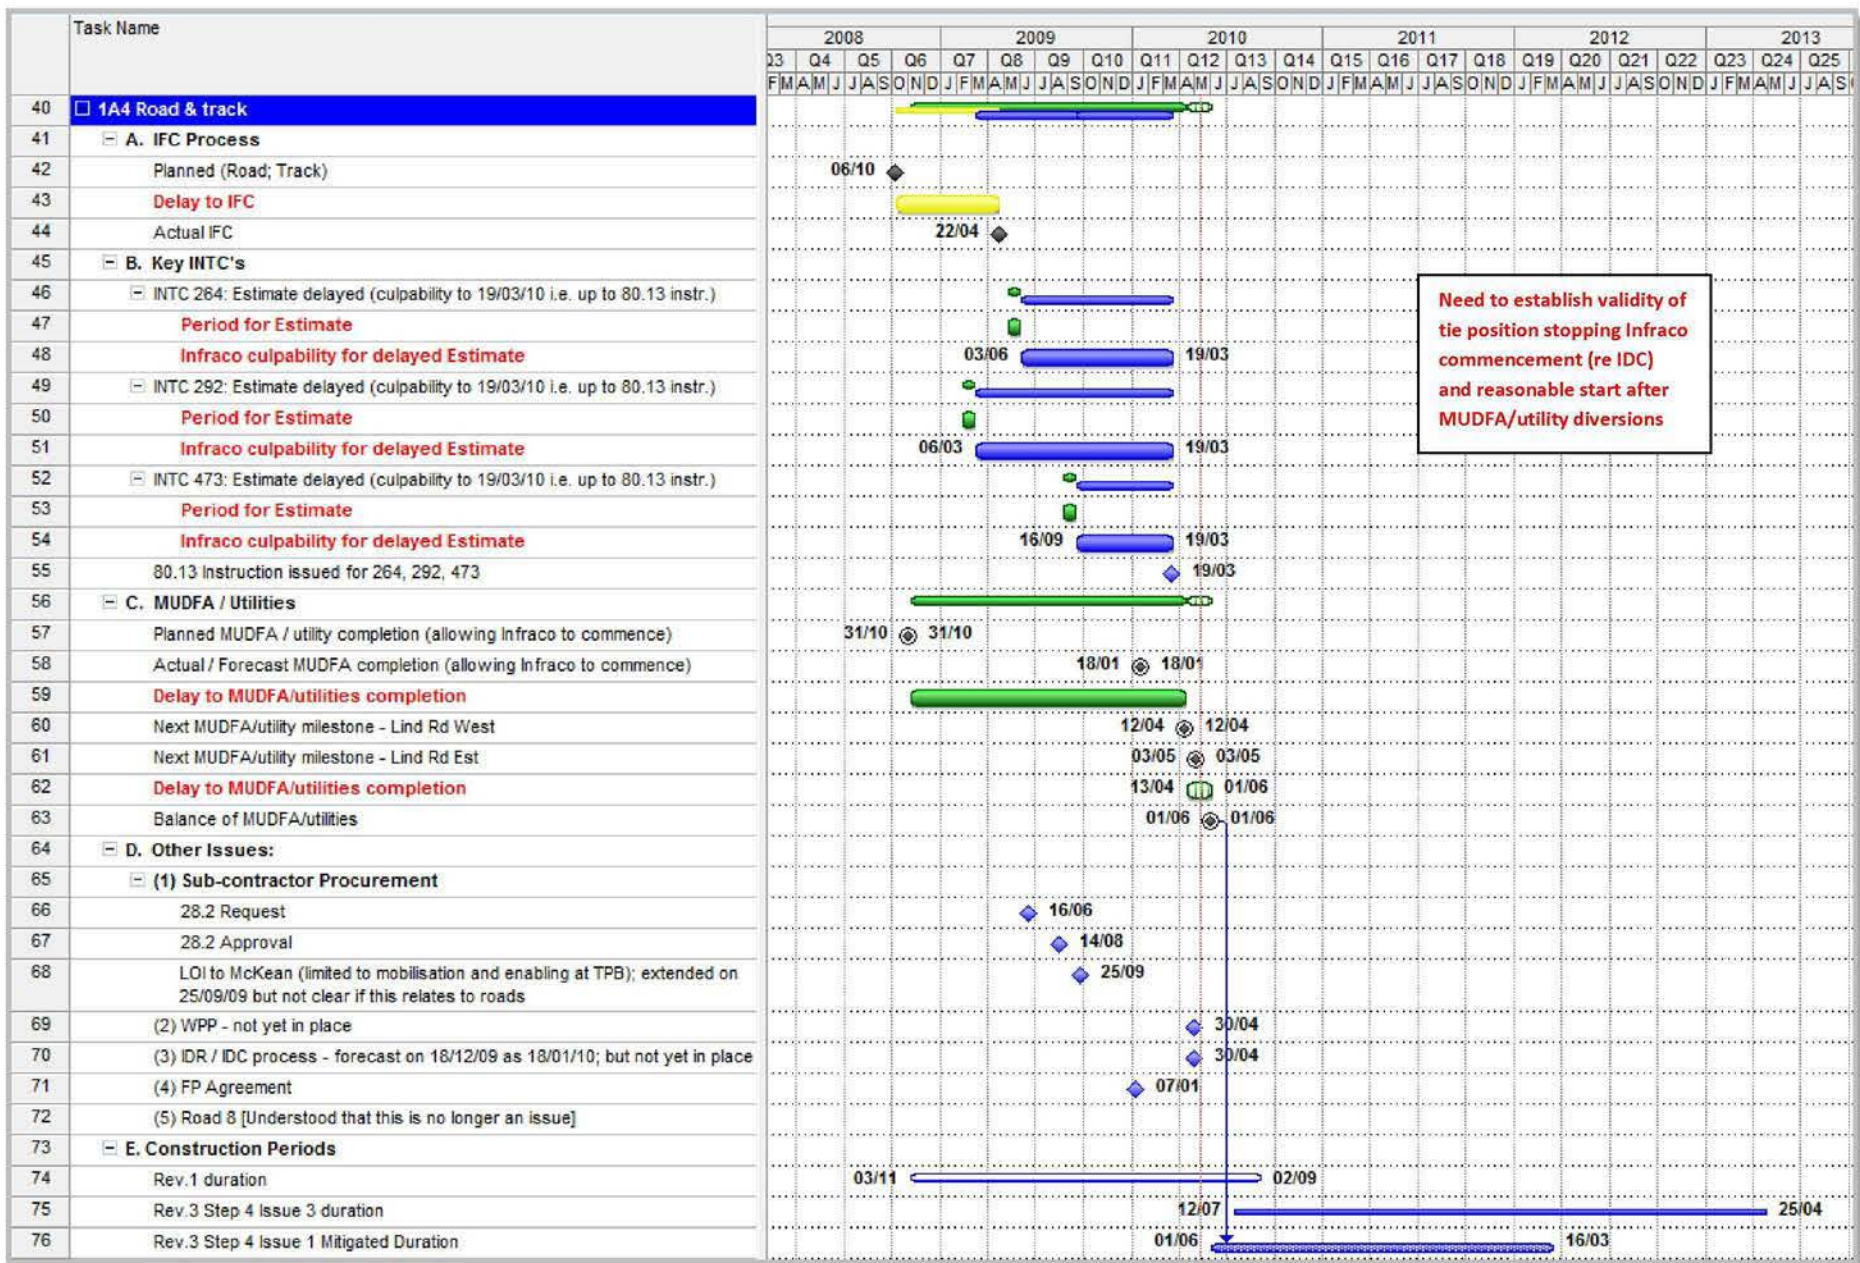 Task Name
2008 2009 2010 2011 2012 2013
Q3 Q4 Q5 Q6 Q7 Q8 Q9 Q10 Q11 Q12 Q13 Q14 Q15 Q16 Q17 Q18 Q19 Q20 Q21 Q22 Q23 Q24 Q25
F M A M J J A S O N D J F M A M J J A S O N D J F M A M J J A S O N D J F M A M J J A S O N D J F M A M J J A S O N D J F M A M J J A S
40 1A4 Road & track
41 A. IFC Process
42 Planned (Road; Track) 06/10
43 Delay to IFC
44 Actual IFC 22/04
45 B. Key INTC's
46 INTC 264: Estimate delayed (culpability to 19/03/10 i.e. up to 80.13 instr.)
47 Period for Estimate
48 Infraco culpability for delayed Estimate 03/06 19/03
49 INTC 292: Estimate delayed (culpability to 19/03/10 i.e. up to 80.13 instr.)
50 Period for Estimate
51 Infraco culpability for delayed Estimate 06/03 19/03
52 INTC 473: Estimate delayed (culpability to 19/03/10 i.e. up to 80.13 instr.)
53 Period for Estimate
54 Infraco culpability for delayed Estimate 16/09 19/03
55 80.13 Instruction issued for 264, 292, 473 19/03
56 C. MUDFA / Utilities
57 Planned MUDFA / utility completion (allowing Infraco to commence) 31/10 31/10
58 Actual / Forecast MUDFA completion (allowing Infraco to commence) 18/01 18/01
59 Delay to MUDFA/utilities completion
60 Next MUDFA/utility milestone - Lind Rd West 12/04 12/04
61 Next MUDFA/utility milestone - Lind Rd Est 03/05 03/05
62 Delay to MUDFA/utilities completion 13/04 01/06
63 Balance of MUDFA/utilities 01/06 01/06
64 D. Other Issues:
65 (1) Sub-contractor Procurement
66 28.2 Request 16/06
67 28.2 Approval 14/08
68 LOI to McKean (limited to mobilisation and enabling at TPB); extended on 25/09
25/09/09 but not clear if this relates to roads
69 (2) WPP - not yet in place 30/04
70 (3) IDR / IDC process - forecast on 18/12/09 as 18/01/10; but not yet in place 30/04
71 (4) FP Agreement 07/01
72 (5) Road 8 [Understood that this is no longer an issue]
73 E. Construction Periods
74 Rev.1 duration 03/11 02/09
75 Rev.3 Step 4 Issue 3 duration 12/07 25/04
76 Rev.3 Step 4 Issue 1 Mitigated Duration 01/06 16/03
Need to establish validity of
tie position stopping Infraco
commencement (re IDC)
and reasonable start after
MUDFA/utility diversions